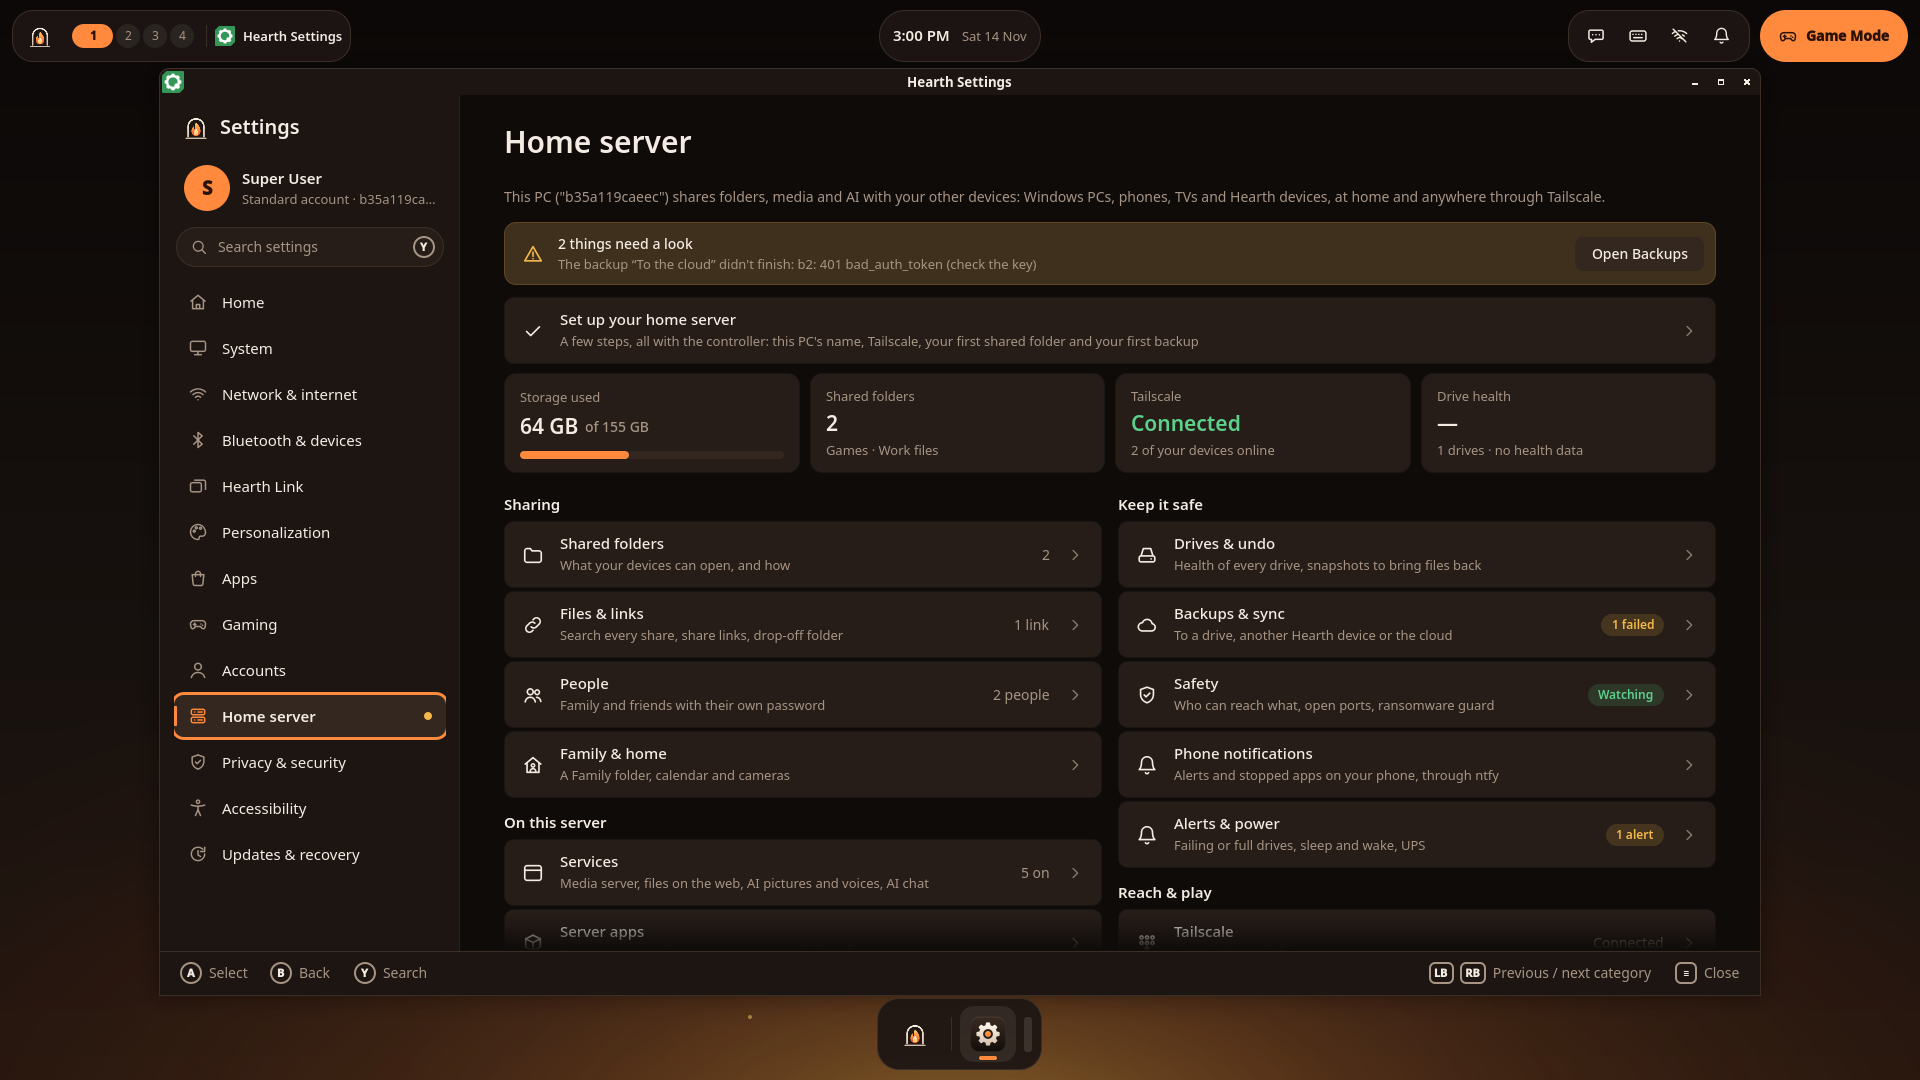 1 2 3 4 Hearth Settings
3:00 PM Sat 14 Nov
Game Mode
Hearth Settings
Settings
S
Super User
Standard account · b35a119ca...
Search settings Y
Home
System
Network & internet
Bluetooth & devices
Hearth Link
Personalization
Apps
Gaming
Accounts
Home server
Privacy & security
Accessibility
Updates & recovery
Home server
This PC ("b35a119caeec") shares folders, media and AI with your other devices: Windows PCs, phones, TVs and Hearth devices, at home and anywhere through Tailscale.
2 things need a look
The backup “To the cloud” didn't finish: b2: 401 bad_auth_token (check the key)
Open Backups
Set up your home server
A few steps, all with the controller: this PC's name, Tailscale, your first shared folder and your first backup
Storage used
64 GB of 155 GB
Shared folders
2
Games · Work files
Tailscale
Connected
2 of your devices online
Drive health
—
1 drives · no health data
Sharing
Shared folders
What your devices can open, and how
2
Files & links
Search every share, share links, drop-off folder
1 link
People
Family and friends with their own password
2 people
Family & home
A Family folder, calendar and cameras
On this server
Services
Media server, files on the web, AI pictures and voices, AI chat
5 on
Server apps
Keep it safe
Drives & undo
Health of every drive, snapshots to bring files back
Backups & sync
To a drive, another Hearth device or the cloud
1 failed
Safety
Who can reach what, open ports, ransomware guard
Watching
Phone notifications
Alerts and stopped apps on your phone, through ntfy
Alerts & power
Failing or full drives, sleep and wake, UPS
1 alert
Reach & play
Tailscale
Connected
A Select B Back Y Search
LB RB Previous / next category ≡ Close